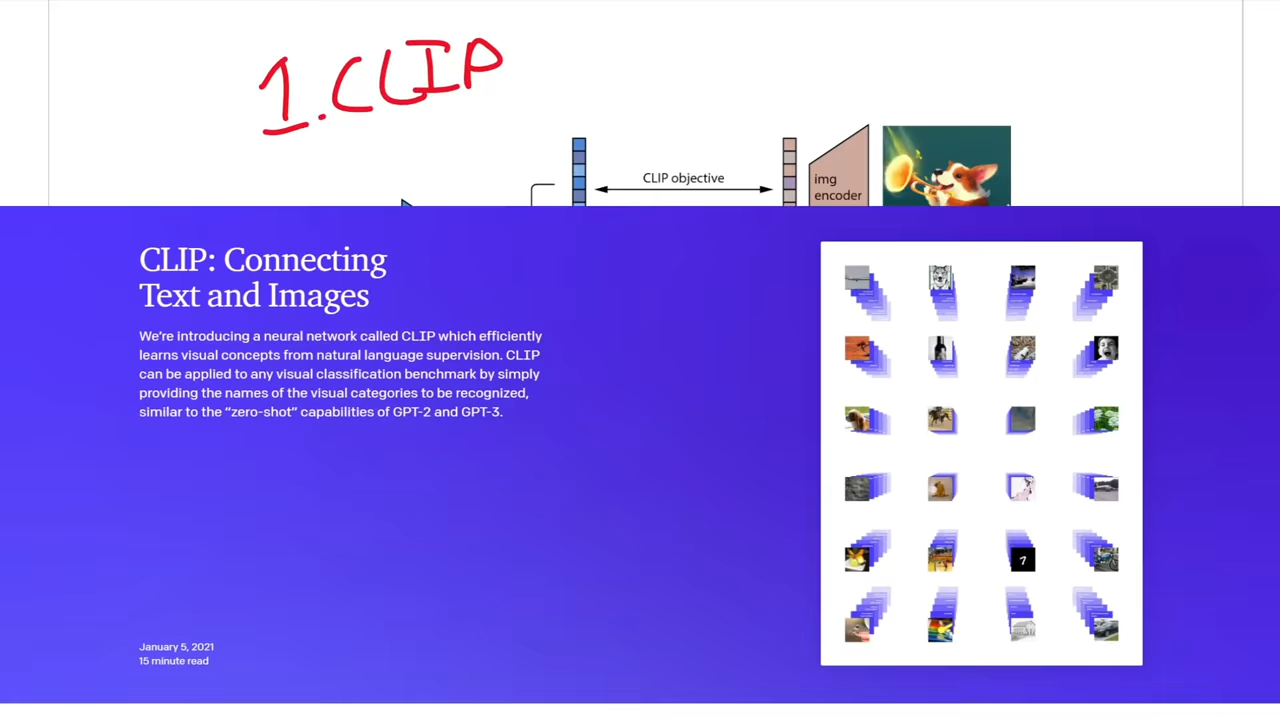 1. CLIP
CLIP objective
img
encoder
CLIP: Connecting
Text and Images
We're introducing a neural network called CLIP which efficiently
learns visual concepts from natural language supervision. CLIP
can be applied to any visual classification benchmark by simply
providing the names of the visual categories to be recognized,
similar to the “zero-shot” capabilities of GPT-2 and GPT-3.
January 5, 2021
15 minute read